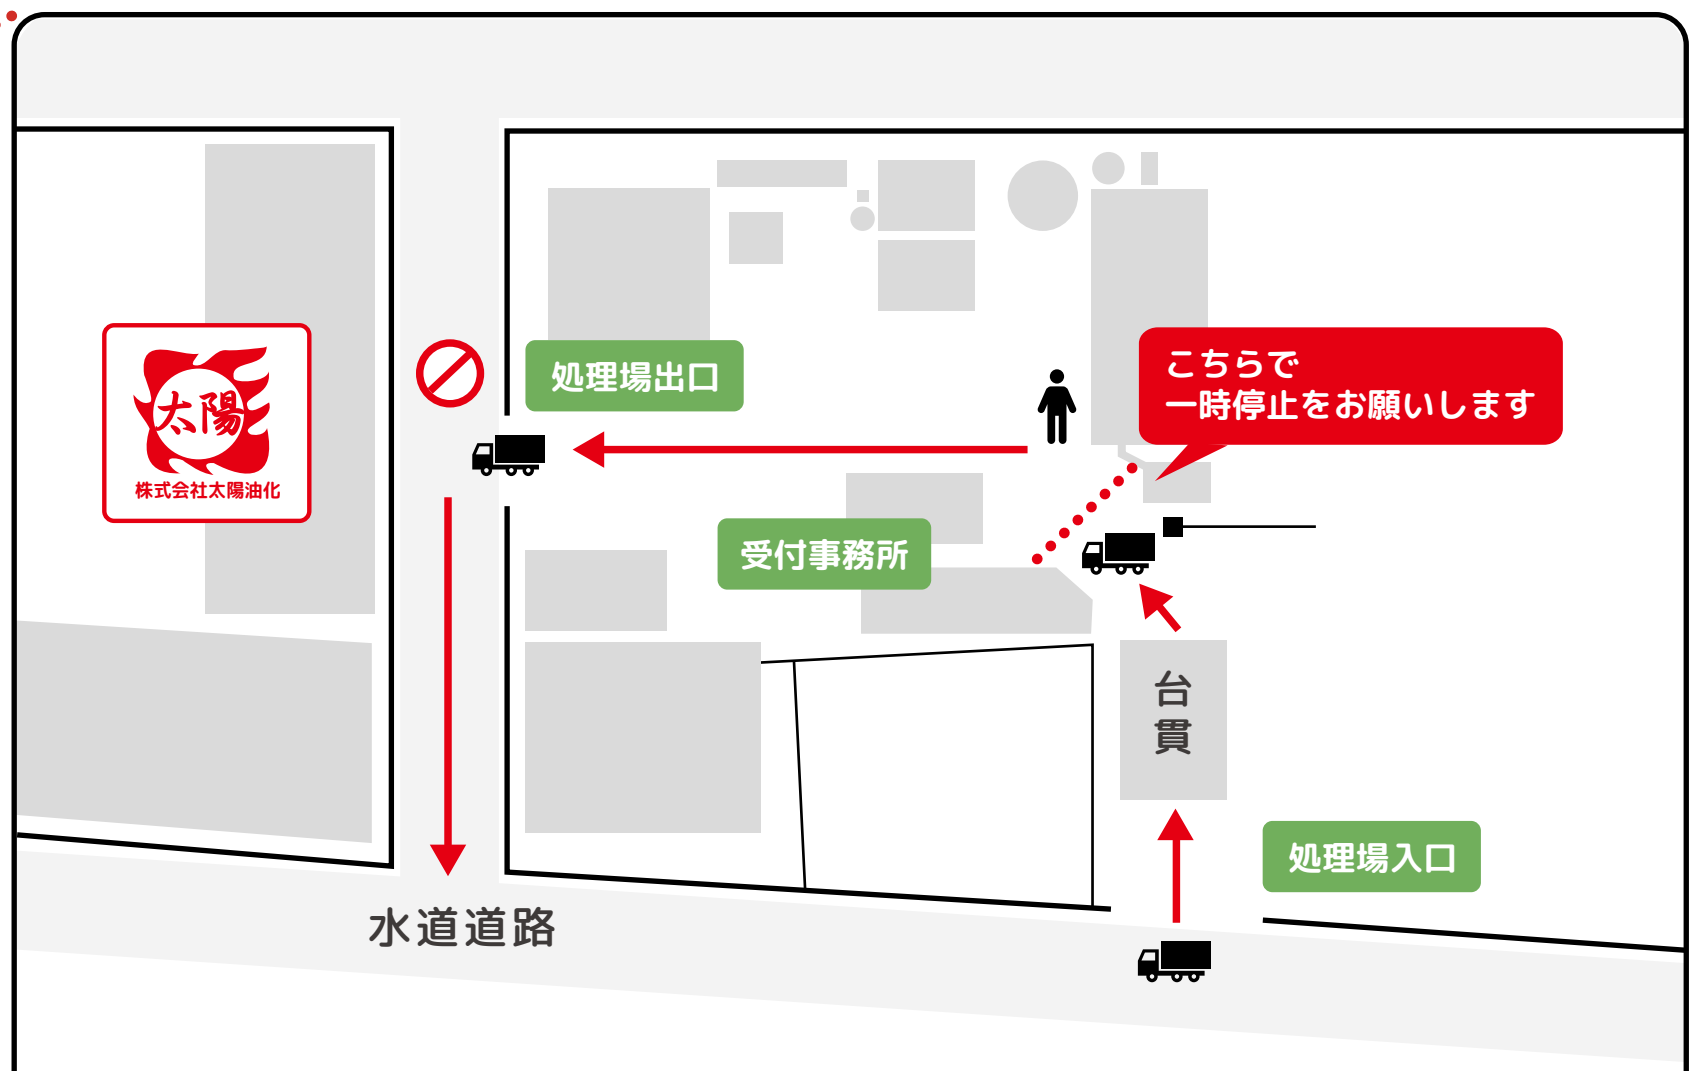 太陽
株式会社太陽油化
処理場出口
こちらで
一時停止をお願いします
受付事務所
台
貫
処理場入口
水道道路